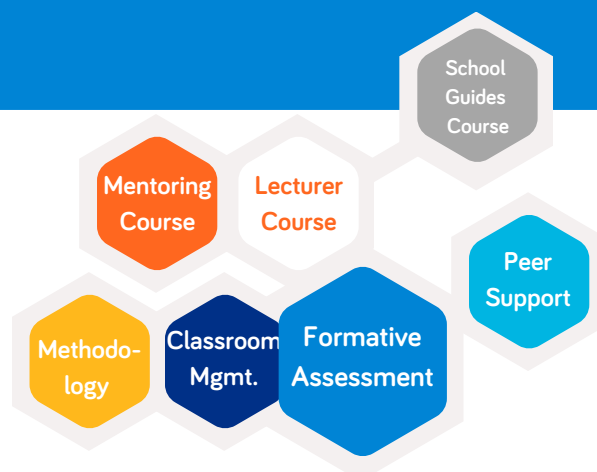 School
Guides
Course
Mentoring
Course
Lecturer
Course
Peer
Support
Methodo-
logy
Classroom
Mgmt.
Formative
Assessment